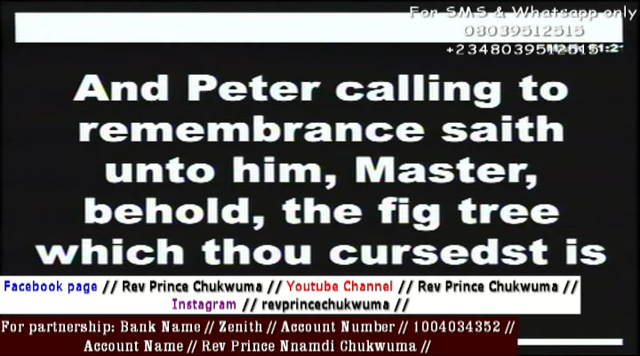 For SMS & Whatsapp only
08039512515
+2348039512515
And Peter calling to
remembrance saith
unto him, Master,
behold, the fig tree
which thou cursedst is
Facebook page // Rev Prince Chukwuma // Youtube Channel // Rev Prince Chukwuma //
Instagram // revprincechukwuma //
For partnership: Bank Name // Zenith // Account Number // 1004034352 //
Account Name // Rev Prince Nnamdi Chukwuma //